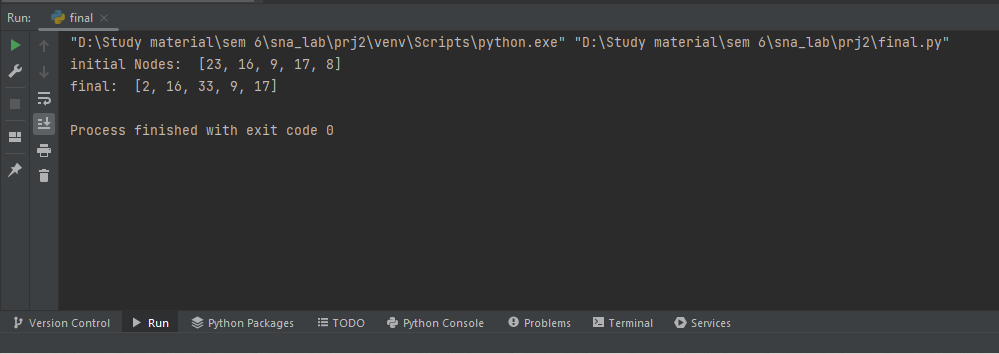 Run: final
"D:\Study material\sem 6\sna_lab\prj2\venv\Scripts\python.exe" "D:\Study material\sem 6\sna_lab\prj2\final.py"
initial Nodes:  [23, 16, 9, 17, 8]
final:  [2, 16, 33, 9, 17]
Process finished with exit code 0
Version Control Run Python Packages TODO Python Console Problems Terminal Services